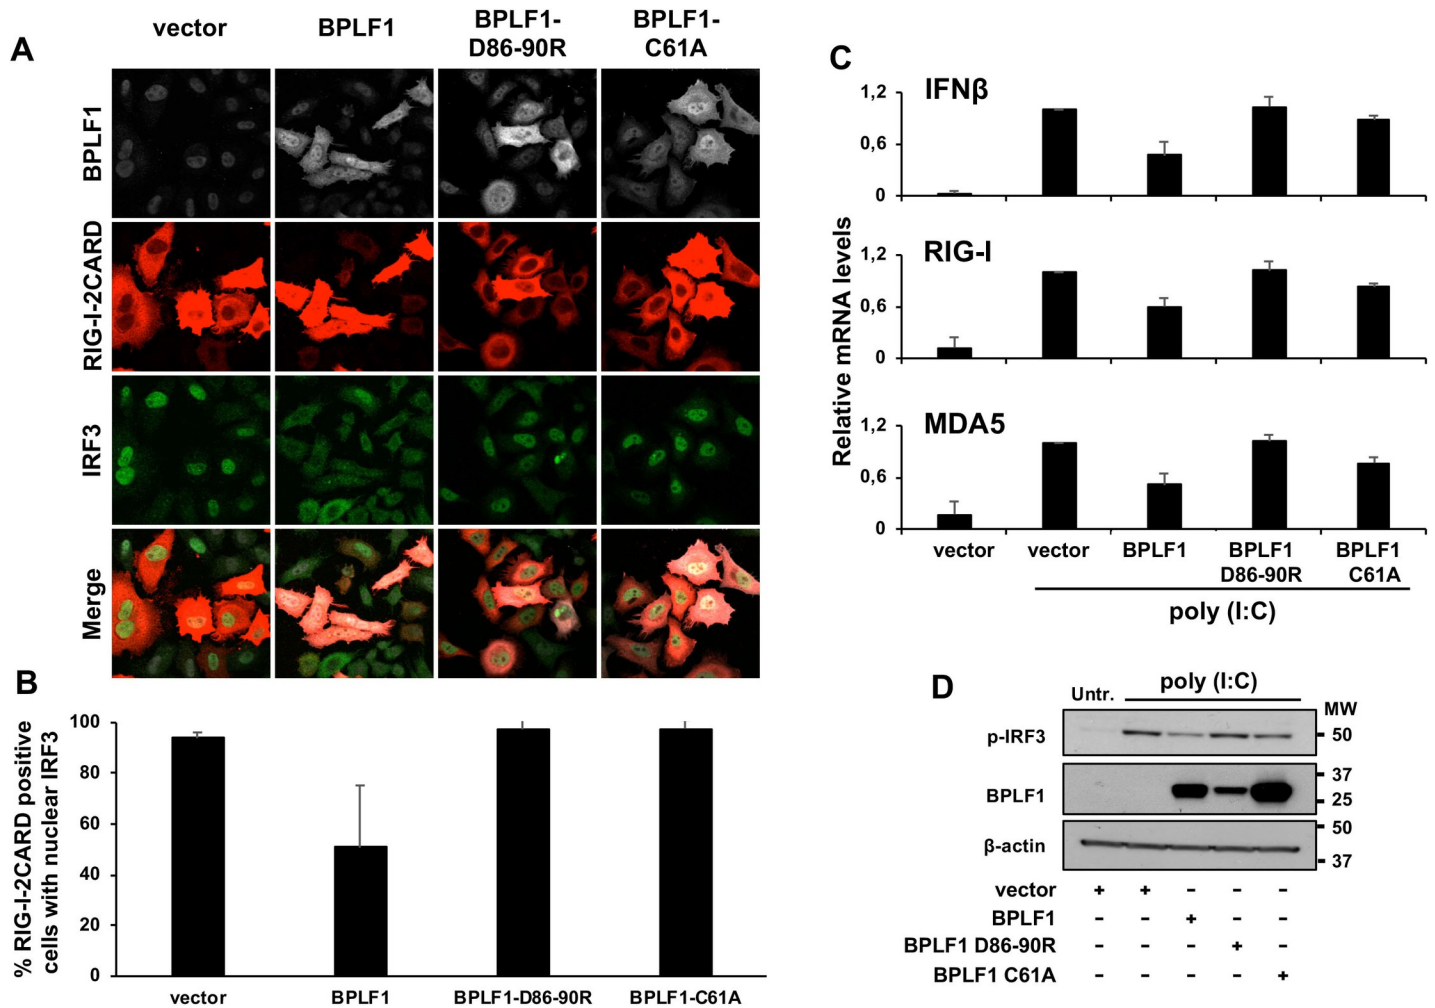 A
vector
BPLF1
BPLF1-
D86-90R
BPLF1-
C61A
BPLF1
RIG-I-2CARD
IRF3
Merge
B
% RIG-I-2CARD positive
cells with nuclear IRF3
100
80
60
40
20
0
vector
BPLF1
BPLF1-D86-90R
BPLF1-C61A
C
Relative mRNA levels
IFNβ
1,2
0,6
0
RIG-I
1,2
0,6
0
MDA5
1,2
0,6
0
vector
vector
BPLF1
BPLF1
D86-90R
BPLF1
C61A
poly (I:C)
D
Untr.
poly (I:C)
MW
p-IRF3
50
BPLF1
37
25
β-actin
50
37
vector + + - - -
BPLF1 - - + - -
BPLF1 D86-90R - - - + -
BPLF1 C61A - - - - +